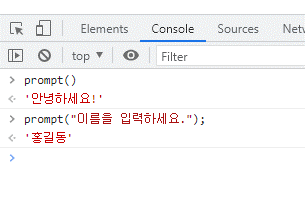 Elements Console Sources Netw
top Filter
prompt()
'안녕하세요!'
prompt("이름을 입력하세요.");
'홍길동'